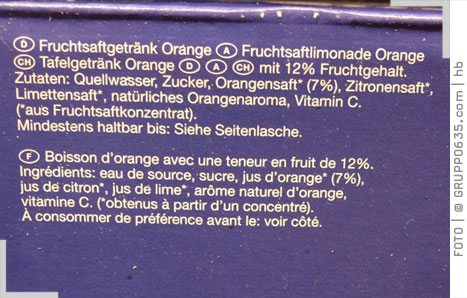 Ⓓ Fruchtsaftgetränk Orange Ⓐ Fruchtsaftlimonade Orange
(CH) Tafelgetränk Orange Ⓓ Ⓐ (CH) mit 12% Fruchtgehalt.
Zutaten: Quellwasser, Zucker, Orangensaft* (7%), Zitronensaft*,
Limettensaft*, natürliches Orangenaroma, Vitamin C.
(*aus Fruchtsaftkonzentrat).
Mindestens haltbar bis: Siehe Seitenlasche.
Ⓕ Boisson d'orange avec une teneur en fruit de 12%.
Ingrédients: eau de source, sucre, jus d'orange* (7%),
jus de citron*, jus de lime*, arôme naturel d'orange,
vitamine C. (*obtenus à partir d'un concentré).
À consommer de préférence avant le: voir côté.
FOTO | @ GRUPPO635.com | hb